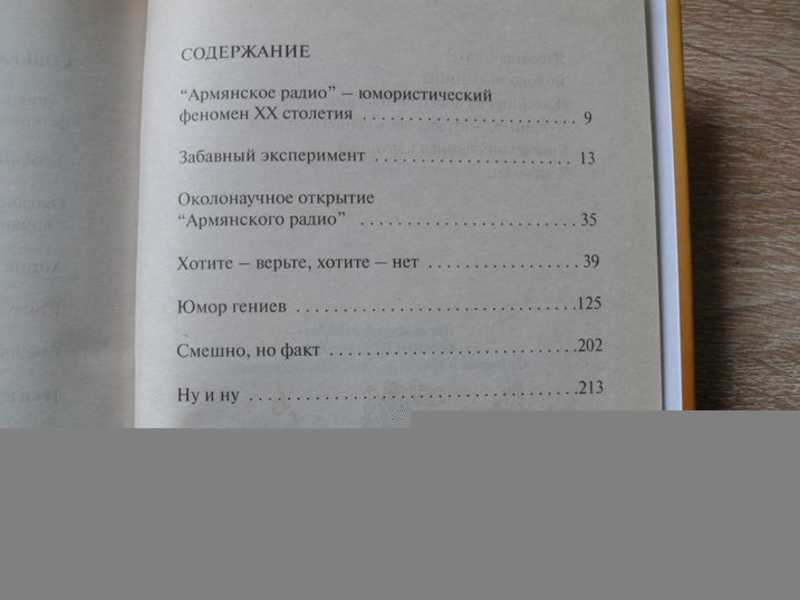 СОДЕРЖАНИЕ
“Армянское радио” – юмористический
феномен XX столетия ........................ 9
Забавный эксперимент ...................... 13
Околонаучное открытие
“Армянского радио” ........................ 35
Хотите – верьте, хотите – нет ................. 39
Юмор гениев ...............................125
Смешно, но факт ...........................202
Ну и ну ....................................213